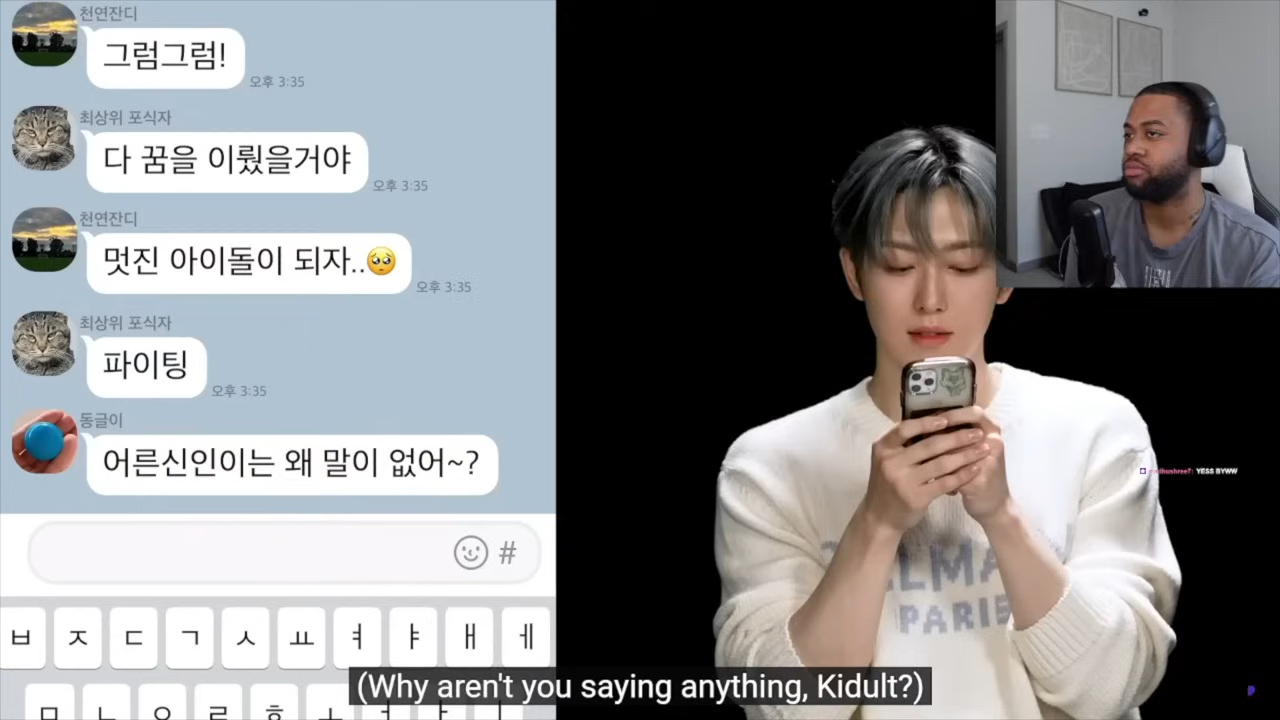 천연잔디
그럼그럼!
오후 3:35
최상위 포식자
다 꿈을 이뤘을거야
오후 3:35
천연잔디
멋진 아이돌이 되자..🥺
오후 3:35
최상위 포식자
파이팅
오후 3:35
동글이
어른신인이는 왜 말이 없어~?
#
ㅂ ㅈ ㄷ ㄱ ㅅ ㅛ ㅕ ㅑ ㅐ ㅔ
ㅁ ㄴ ㅇ ㄹ ㅎ ㅗ ㅓ ㅏ ㅣ
PARIS
YESS BYWW
(Why aren't you saying anything, Kidult?)